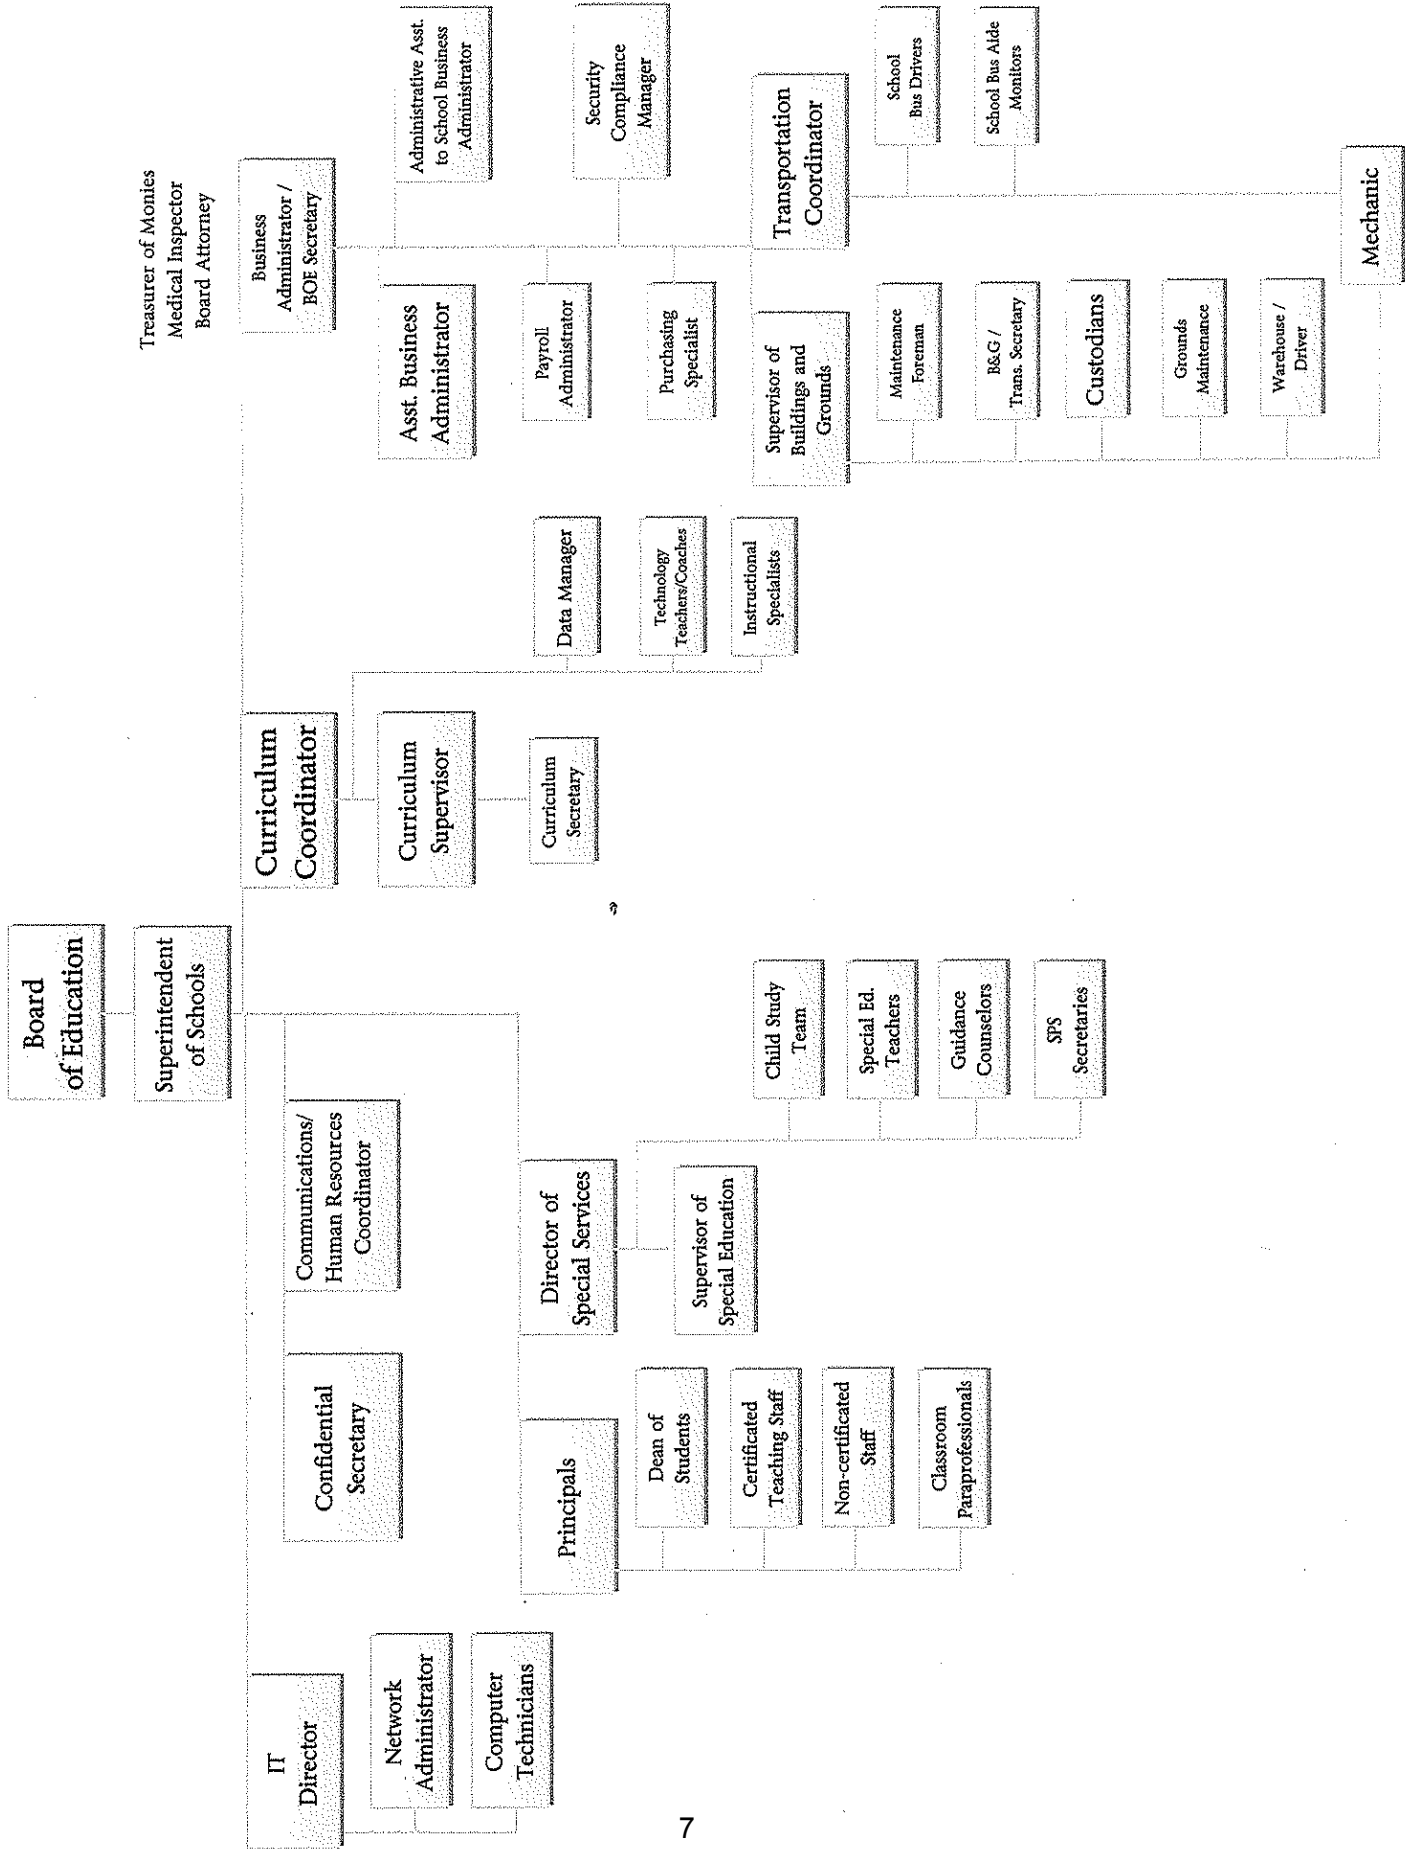 Board
of Education
Superintendent
of Schools
Treasurer of Monies
Medical Inspector
Board Attorney
IT
Director
Network
Administrator
Computer
Technicians
Confidential
Secretary
Communications/
Human Resources
Coordinator
Principals
Dean of
Students
Certificated
Teaching Staff
Non-certificated
Staff
Classroom
Paraprofessionals
Director of
Special Services
Supervisor of
Special Education
Child Study
Team
Special Ed.
Teachers
Guidance
Counselors
SPS
Secretaries
Curriculum
Coordinator
Curriculum
Supervisor
Curriculum
Secretary
Data Manager
Technology
Teachers/Coaches
Instructional
Specialists
Business
Administrator /
BOE Secretary
Asst. Business
Administrator
Administrative Asst.
to School Business
Administrator
Payroll
Administrator
Security
Compliance
Manager
Purchasing
Specialist
Supervisor of
Buildings and
Grounds
Maintenance
Foreman
B&G /
Trans. Secretary
Custodians
Grounds
Maintenance
Warehouse /
Driver
Transportation
Coordinator
School
Bus Drivers
School Bus Aide
Monitors
Mechanic
7